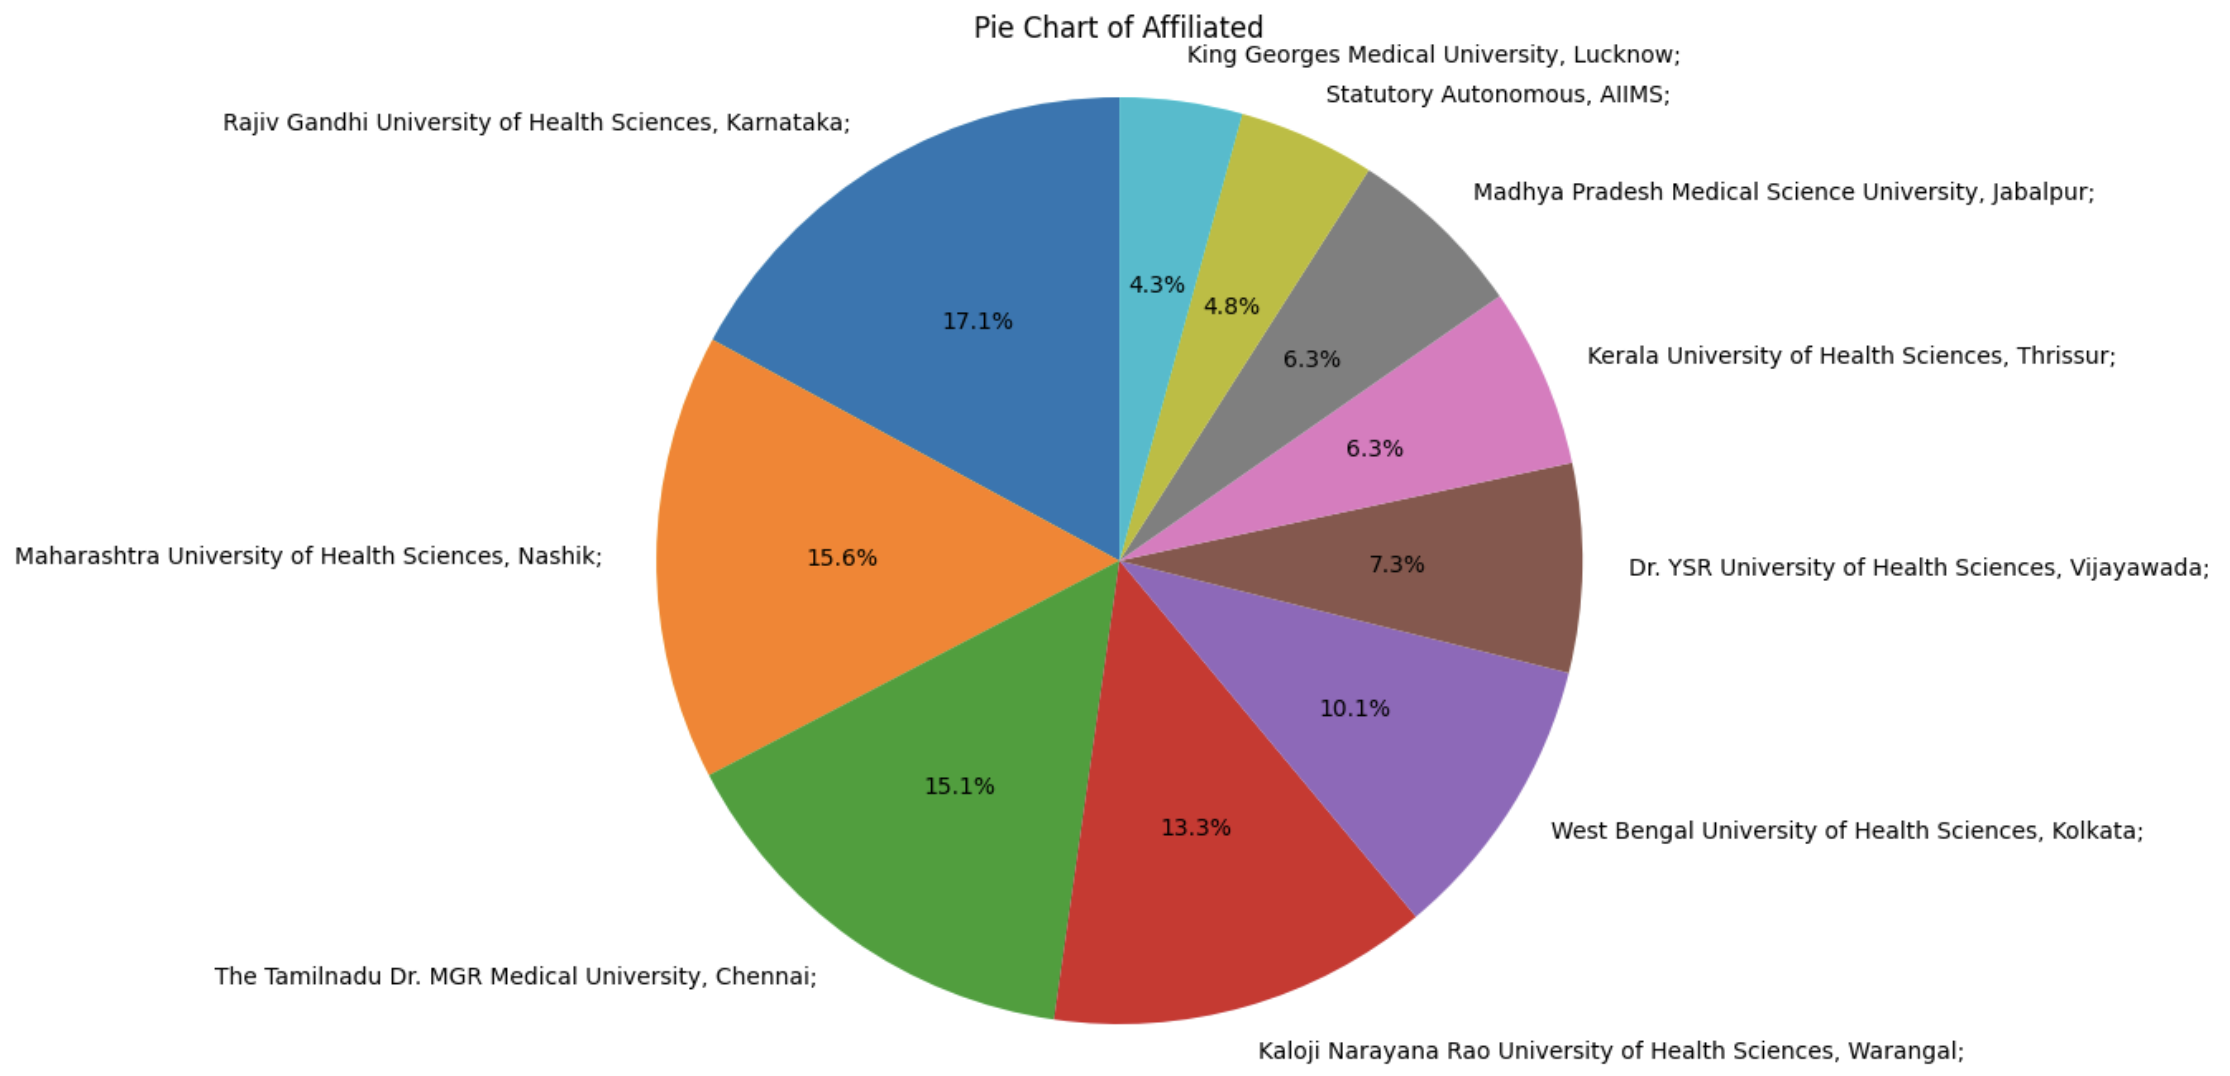 Pie Chart of Affiliated
King Georges Medical University, Lucknow;
Statutory Autonomous, AIIMS;
Rajiv Gandhi University of Health Sciences, Karnataka;
Madhya Pradesh Medical Science University, Jabalpur;
4.3%
4.8%
17.1%
6.3%
Kerala University of Health Sciences, Thrissur;
6.3%
Maharashtra University of Health Sciences, Nashik;
15.6%
7.3%
Dr. YSR University of Health Sciences, Vijayawada;
10.1%
15.1%
13.3%
West Bengal University of Health Sciences, Kolkata;
The Tamilnadu Dr. MGR Medical University, Chennai;
Kaloji Narayana Rao University of Health Sciences, Warangal;